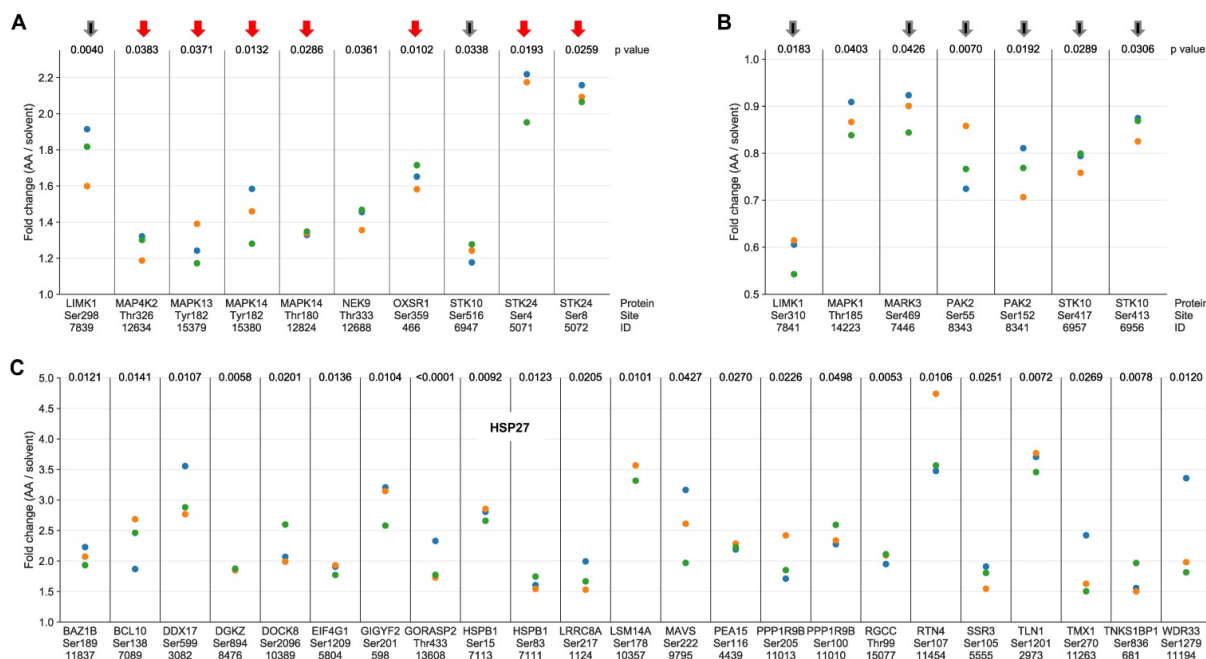 A
0.0040 0.0383 0.0371 0.0132 0.0286 0.0361 0.0102 0.0338 0.0193 0.0259 p value
Fold change (AA / solvent)
2.2
2.0
1.8
1.6
1.4
1.2
1.0
LIMK1 MAP4K2 MAPK13 MAPK14 MAPK14 NEK9 OXSR1 STK10 STK24 STK24 Protein
Ser298 Thr326 Tyr182 Tyr182 Thr180 Thr333 Ser359 Ser516 Ser4 Ser8 Site
7839 12634 15379 15380 12824 12688 466 6947 5071 5072 ID
B
0.0183 0.0403 0.0426 0.0070 0.0192 0.0289 0.0306 p value
Fold change (AA / solvent)
1.0
0.9
0.8
0.7
0.6
0.5
LIMK1 MAPK1 MARK3 PAK2 PAK2 STK10 STK10 Protein
Ser310 Thr185 Ser469 Ser55 Ser152 Ser417 Ser413 Site
7841 14223 7446 8343 8341 6957 6956 ID
C
0.0121 0.0141 0.0107 0.0058 0.0201 0.0136 0.0104 <0.0001 0.0092 0.0123 0.0205 0.0101 0.0427 0.0270 0.0226 0.0498 0.0053 0.0106 0.0251 0.0072 0.0269 0.0078 0.0120
HSP27
Fold change (AA / solvent)
5.0
4.5
4.0
3.5
3.0
2.5
2.0
1.5
1.0
BAZ1B BCL10 DDX17 DGKZ DOCK8 EIF4G1 GIGYF2 GORASP2 HSPB1 HSPB1 LRRC8A LSM14A MAVS PEA15 PPP1R9B PPP1R9B RGCC RTN4 SSR3 TLN1 TMX1 TNKS1BP1 WDR33
Ser189 Ser138 Ser599 Ser894 Ser2096 Ser1209 Ser201 Thr433 Ser15 Ser83 Ser217 Ser178 Ser222 Ser116 Ser205 Ser100 Thr99 Ser107 Ser105 Ser1201 Ser270 Ser836 Ser1279
11837 7089 3082 8476 10389 5804 598 13608 7113 7111 1124 10357 9795 4439 11013 11010 15077 11454 5555 2973 11263 681 11194